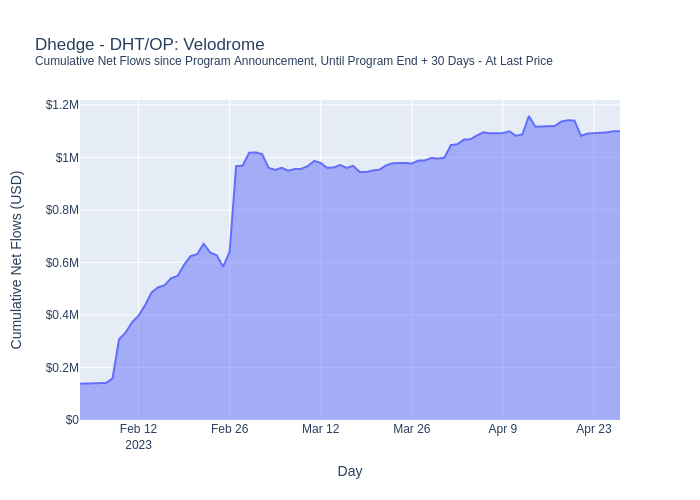 Dhedge - DHT/OP: Velodrome
Cumulative Net Flows since Program Announcement, Until Program End + 30 Days - At Last Price
Cumulative Net Flows (USD)
$1.2M
$1M
$0.8M
$0.6M
$0.4M
$0.2M
$0
Feb 12 Feb 26 Mar 12 Mar 26 Apr 9 Apr 23
2023
Day